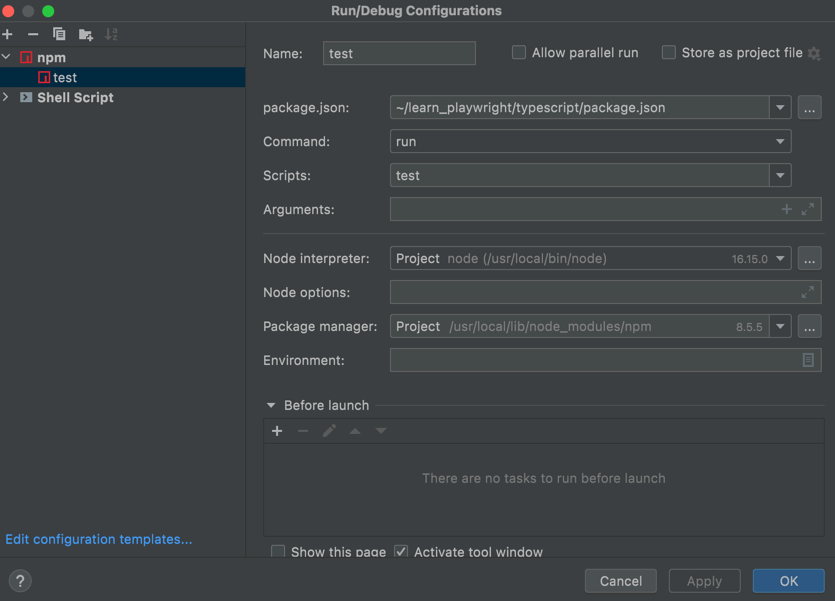 Run/Debug Configurations
npm
test
Shell Script
Edit configuration templates...
Name: test Allow parallel run Store as project file
package.json: ~/learn_playwright/typescript/package.json ...
Command: run
Scripts: test
Arguments:
Node interpreter: Project node (/usr/local/bin/node) 16.15.0 ...
Node options:
Package manager: Project /usr/local/lib/node_modules/npm 8.5.5 ...
Environment:
Before launch
There are no tasks to run before launch
Show this page Activate tool window
? Cancel Apply OK